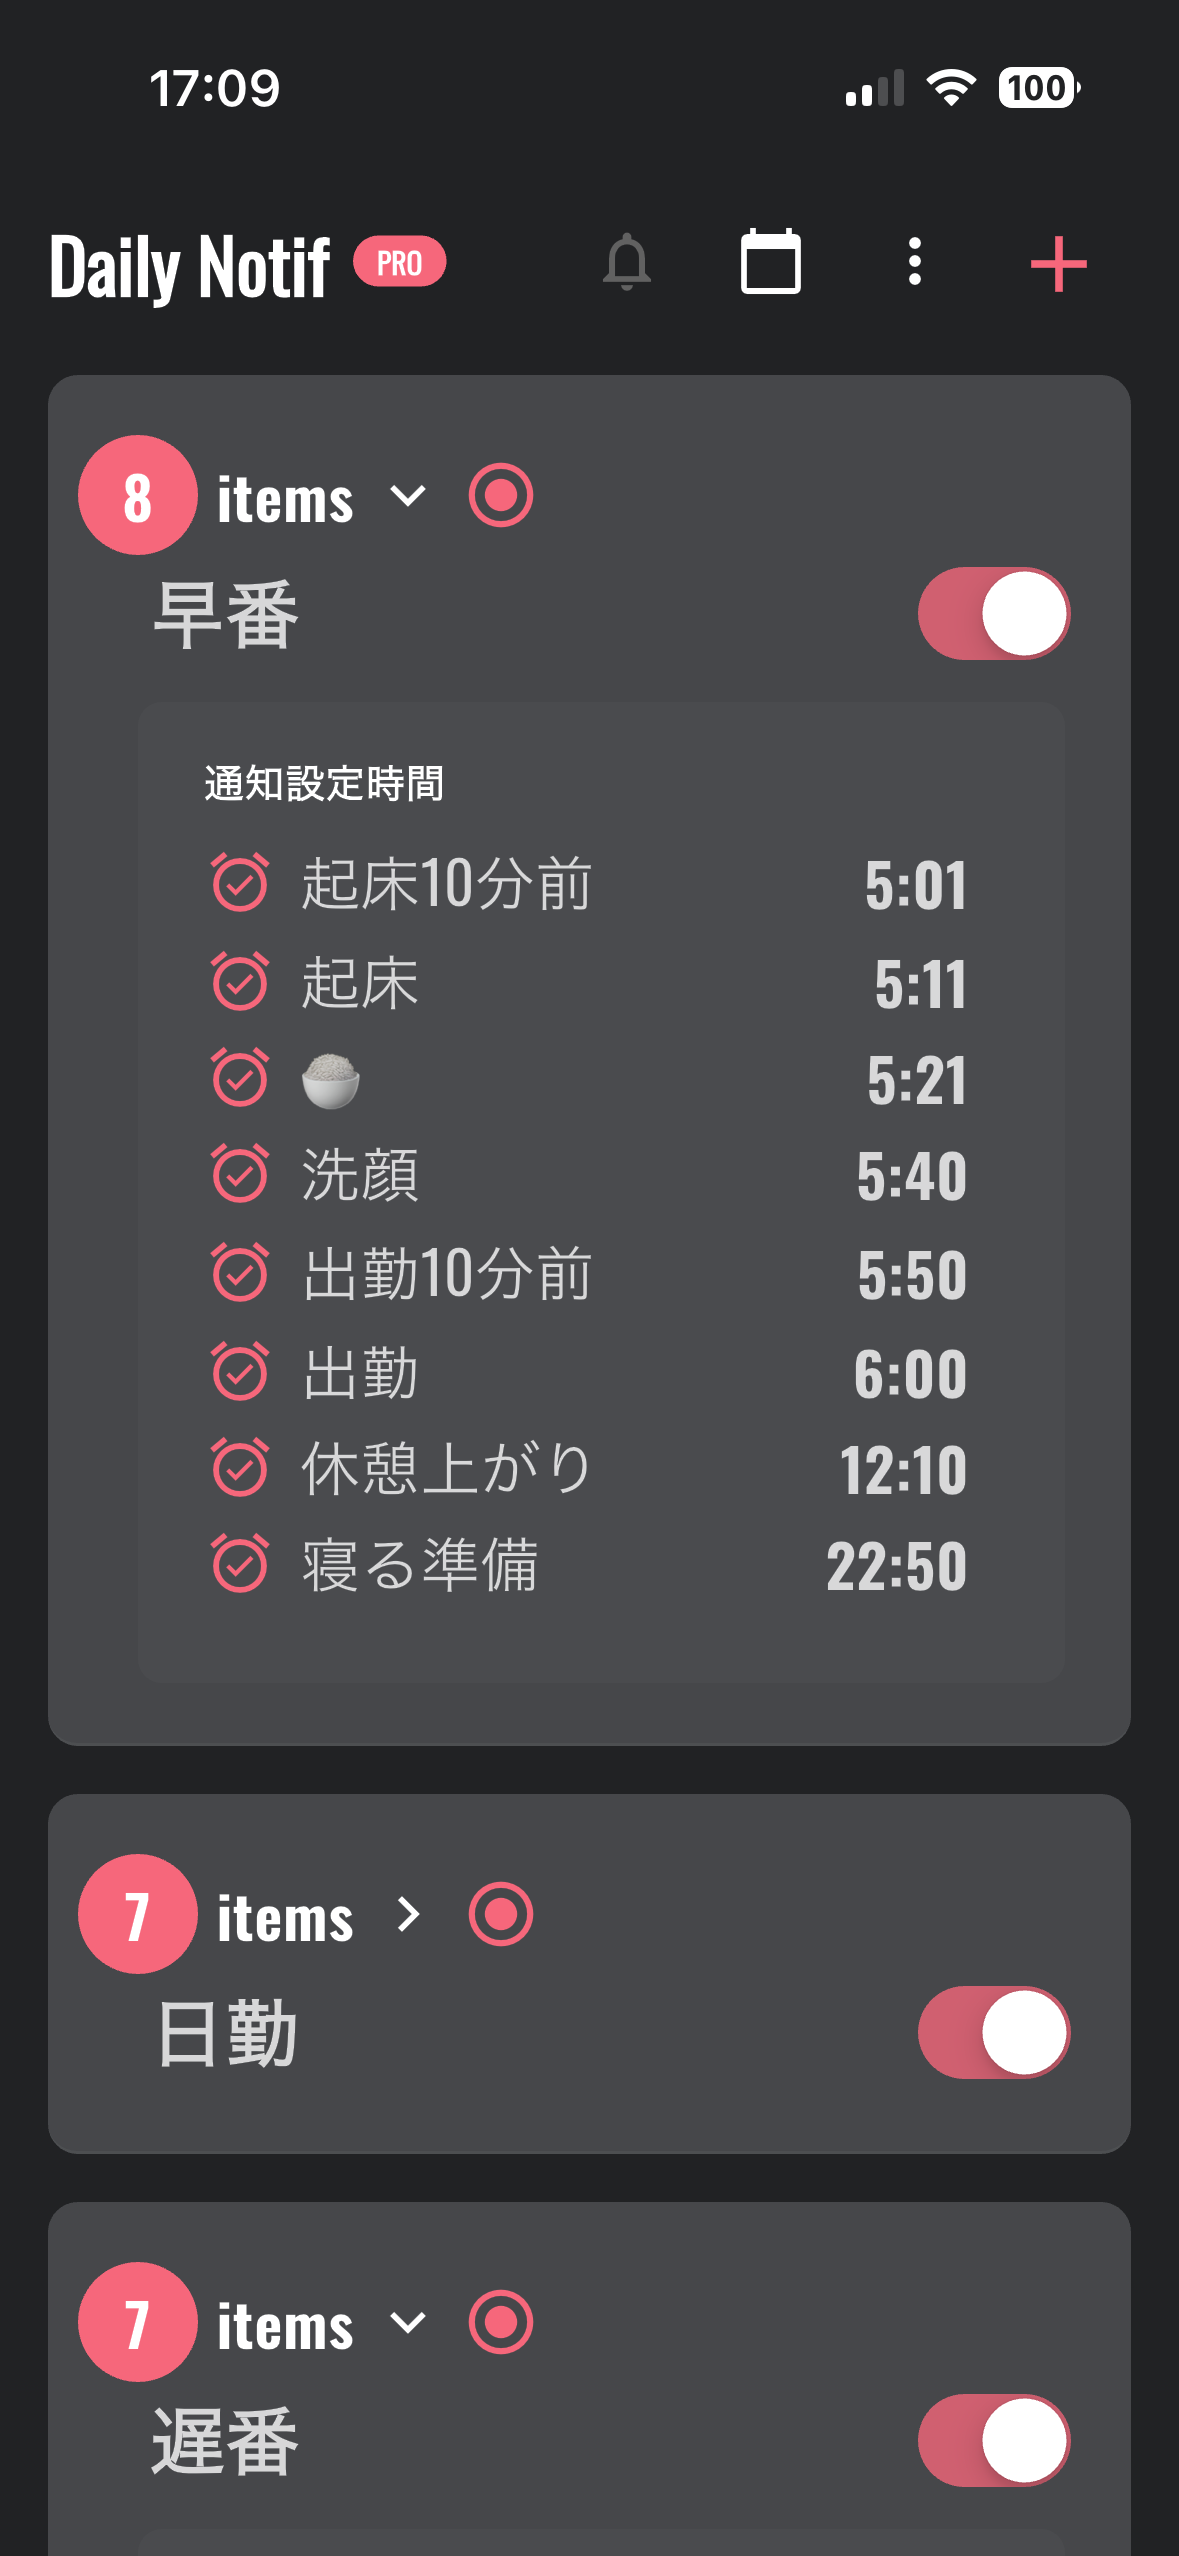 17:09 100
Daily Notif PRO
8 items
早番
通知設定時間
起床10分前 5:01
起床 5:11
🍚 5:21
洗顔 5:40
出勤10分前 5:50
出勤 6:00
休憩上がり 12:10
寝る準備 22:50
7 items
日勤
7 items
遅番